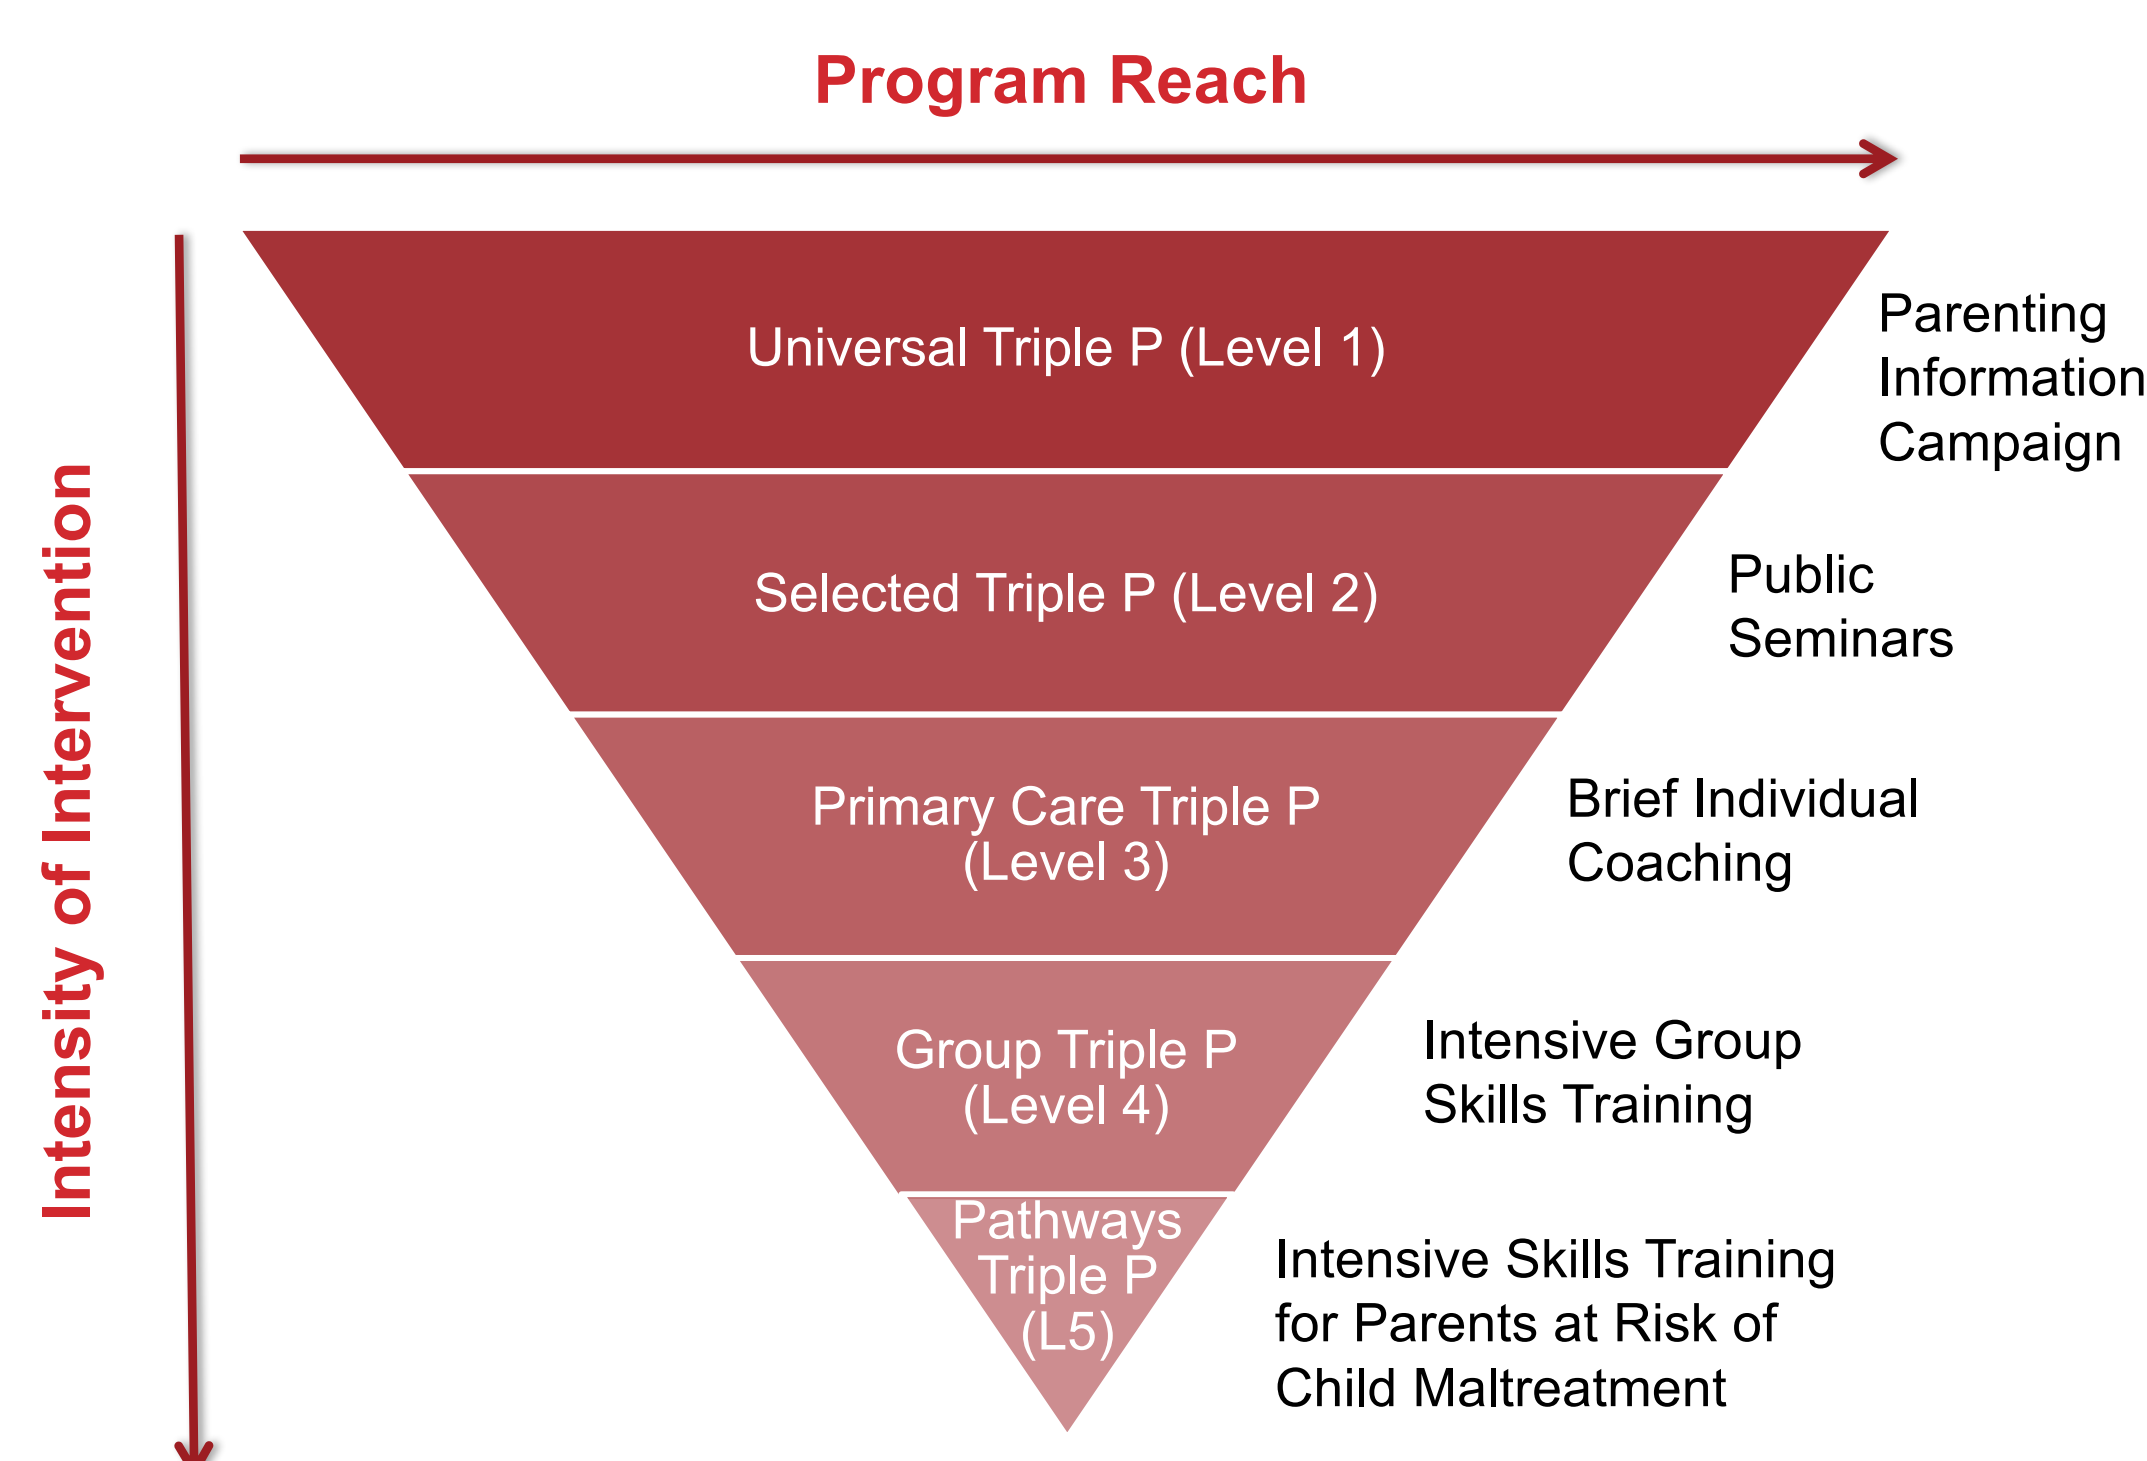 Program Reach
Intensity of Intervention
Universal Triple P (Level 1)
Parenting
Information
Campaign
Selected Triple P (Level 2)
Public
Seminars
Primary Care Triple P
(Level 3)
Brief Individual
Coaching
Group Triple P
(Level 4)
Intensive Group
Skills Training
Pathways
Triple P
(L5)
Intensive Skills Training
for Parents at Risk of
Child Maltreatment